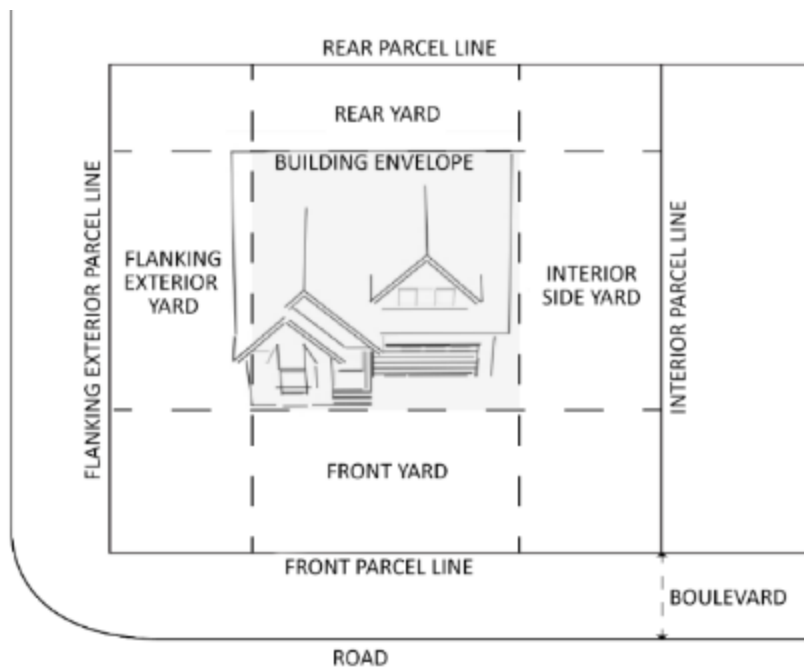 REAR PARCEL LINE
REAR YARD
BUILDING ENVELOPE
FLANKING EXTERIOR PARCEL LINE
FLANKING
EXTERIOR
YARD
INTERIOR
SIDE YARD
INTERIOR PARCEL LINE
FRONT YARD
FRONT PARCEL LINE
BOULEVARD
ROAD